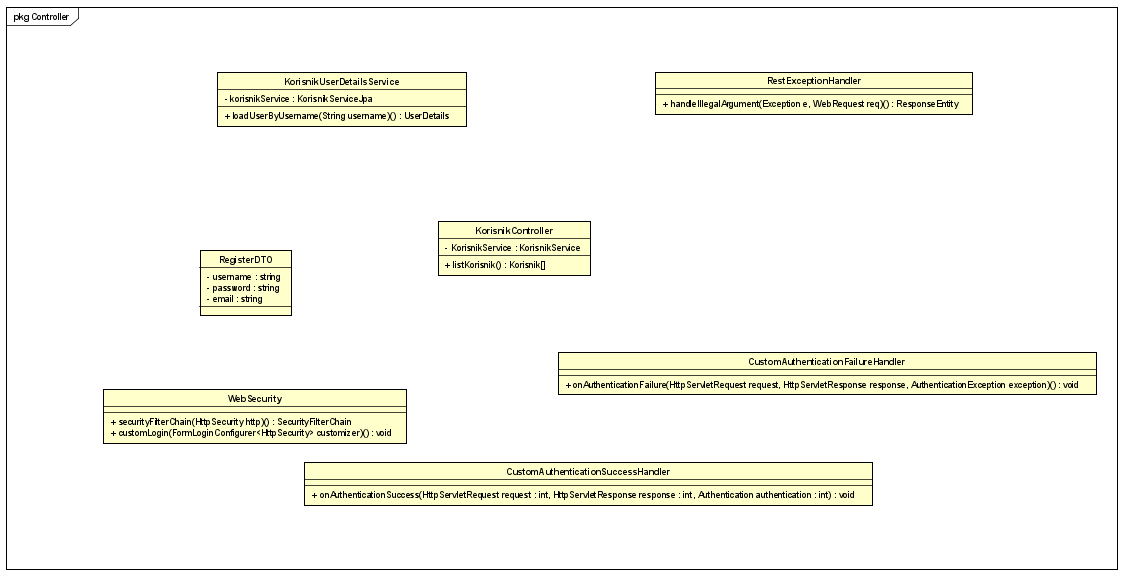 pkg Controller
KorisnikUserDetailsService
- korisnikService : KorisnikServiceJpa
+ loadUserByUsername(String username)() : UserDetails
RestExceptionHandler
+ handleIllegalArgument(Exception e, WebRequest req)() : ResponseEntity
KorisnikController
- KorisnikService : KorisnikService
+ listKorisnik() : Korisnik[]
RegisterDTO
- username : string
- password : string
- email : string
CustomAuthenticationFailureHandler
+ onAuthenticationFailure(HttpServletRequest request, HttpServletResponse response, AuthenticationException exception)() : void
WebSecurity
+ securityFilterChain(HttpSecurity http)() : SecurityFilterChain
+ customLogin(FormLoginConfigurer<HttpSecurity> customizer)() : void
CustomAuthenticationSuccessHandler
+ onAuthenticationSuccess(HttpServletRequest request : int, HttpServletResponse response : int, Authentication authentication : int) : void